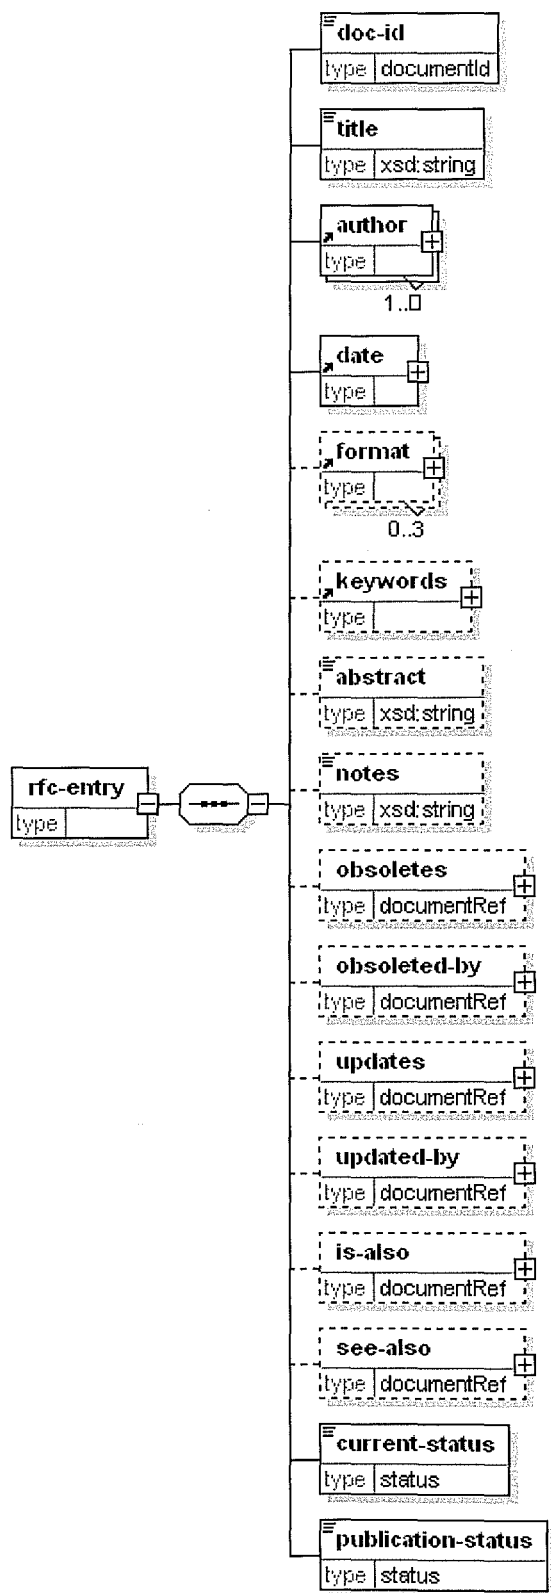 doc-id
type documentId
title
type xsd:string
author
type
1..▯
date
type
format
type
0..3
keywords
type
abstract
type xsd:string
rfc-entry
type
notes
type xsd:string
obsoletes
type documentRef
obsoleted-by
type documentRef
updates
type documentRef
updated-by
type documentRef
is-also
type documentRef
see-also
type documentRef
current-status
type status
publication-status
type status